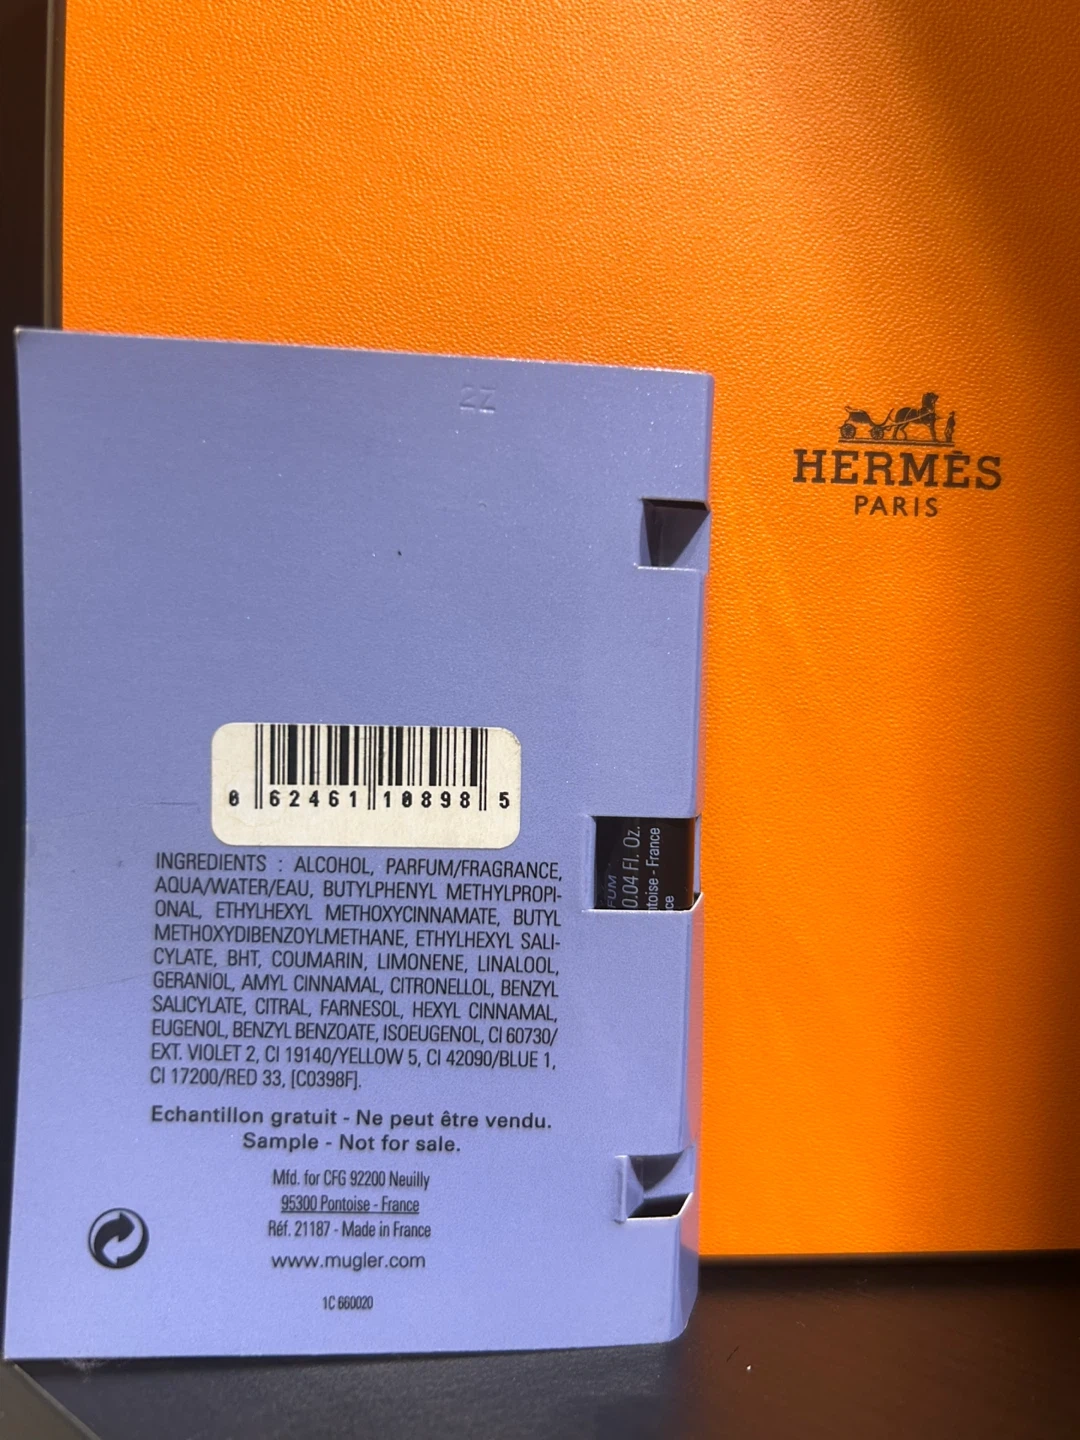 HERMÈS
PARIS
2Z
0 62461 10898 5
FUM
0.04 Fl. Oz.
ntoise - France
ce
INGREDIENTS : ALCOHOL, PARFUM/FRAGRANCE,
AQUA/WATER/EAU, BUTYLPHENYL METHYLPROPI-
ONAL, ETHYLHEXYL METHOXYCINNAMATE, BUTYL
METHOXYDIBENZOYLMETHANE, ETHYLHEXYL SALI-
CYLATE, BHT, COUMARIN, LIMONENE, LINALOOL,
GERANIOL, AMYL CINNAMAL, CITRONELLOL, BENZYL
SALICYLATE, CITRAL, FARNESOL, HEXYL CINNAMAL,
EUGENOL, BENZYL BENZOATE, ISOEUGENOL, CI 60730/
EXT. VIOLET 2, CI 19140/YELLOW 5, CI 42090/BLUE 1,
CI 17200/RED 33, [C0398F].
Echantillon gratuit - Ne peut être vendu.
Sample - Not for sale.
Mfd. for CFG 92200 Neuilly
95300 Pontoise - France
Réf. 21187 - Made in France
www.mugler.com
1C 660020